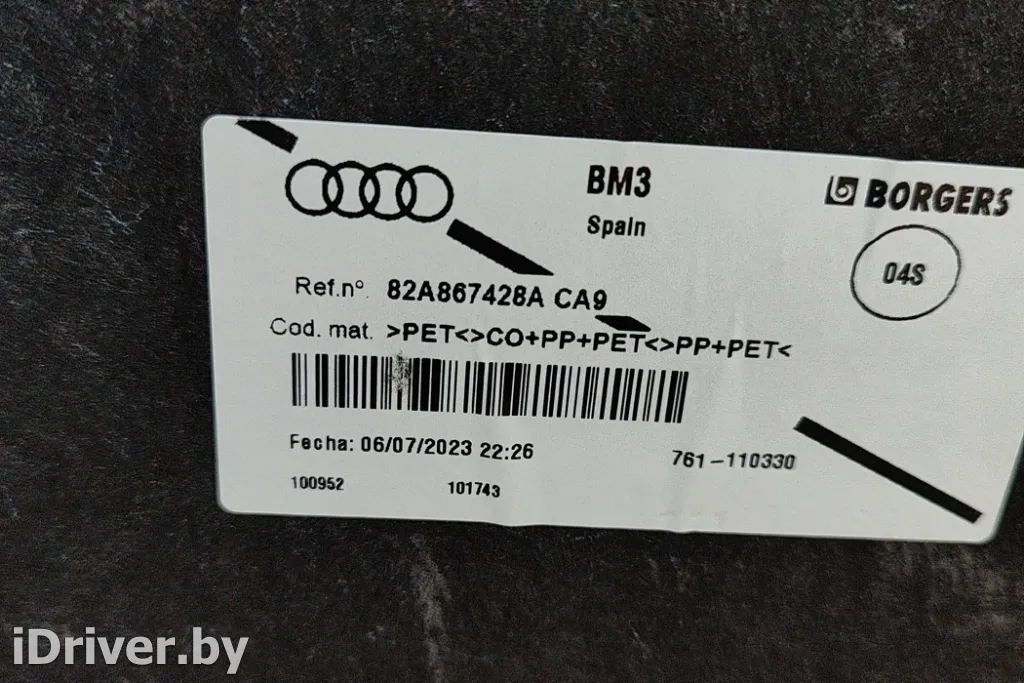 BM3
BORGERS
Spain
04S
Ref.nº. 82A867428A CA9
Cod. mat. >PET<>CO+PP+PET<>PP+PET<
Fecha: 06/07/2023 22:26
761-110330
100952 101743
iDriver.by